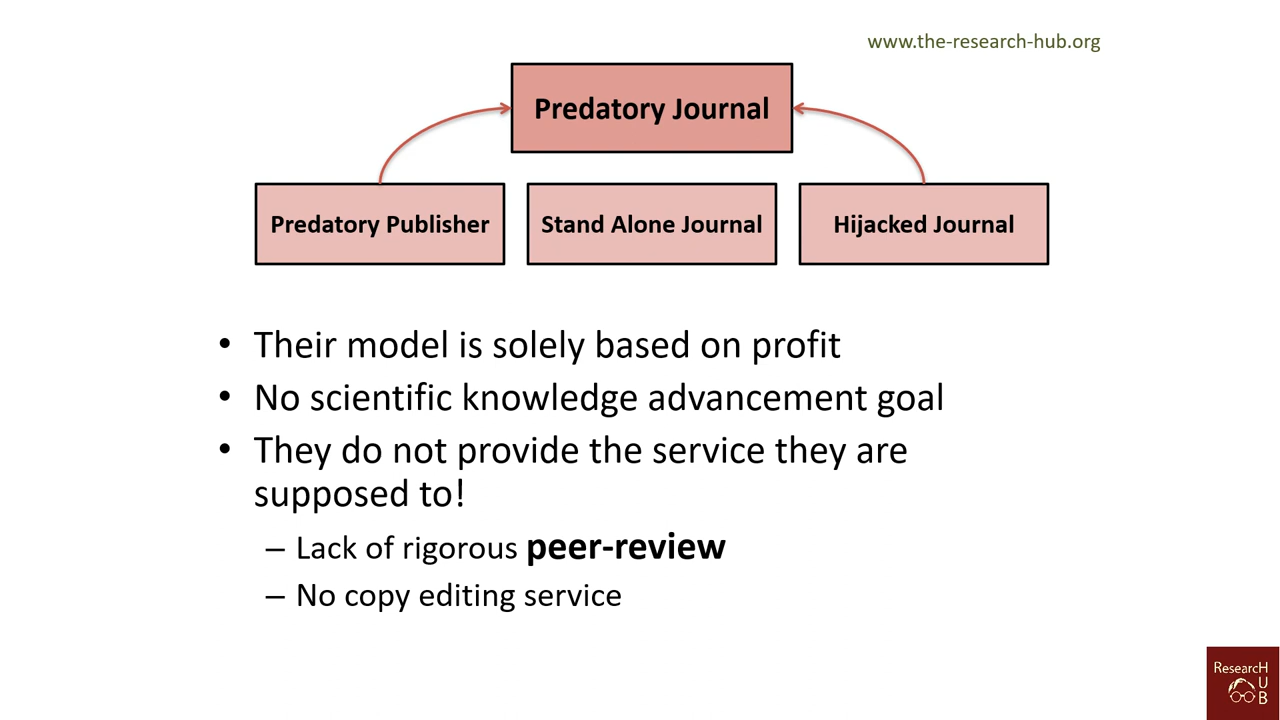 www.the-research-hub.org
Predatory Journal
Predatory Publisher
Stand Alone Journal
Hijacked Journal
• Their model is solely based on profit
• No scientific knowledge advancement goal
• They do not provide the service they are
supposed to!
– Lack of rigorous peer-review
– No copy editing service
ResearcH
U
B